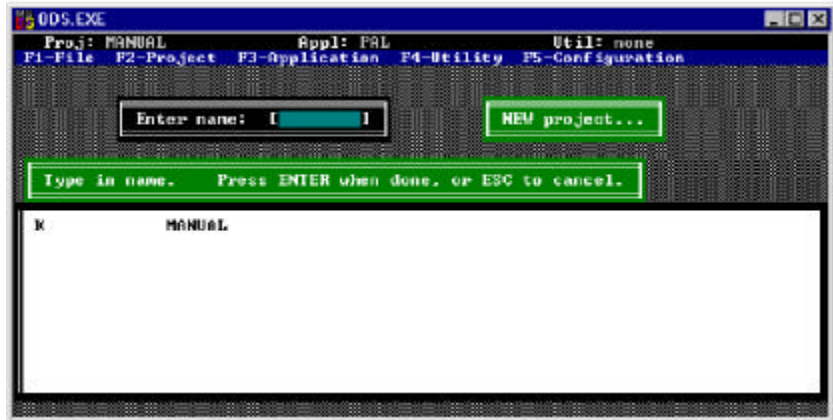 ODS.EXE
Proj: MANUAL Appl: PAL Util: none
F1-File F2-Project F3-Application F4-Utility F5-Configuration
Enter name: [ ]
NEW project...
Type in name. Press ENTER when done, or ESC to cancel.
K MANUAL